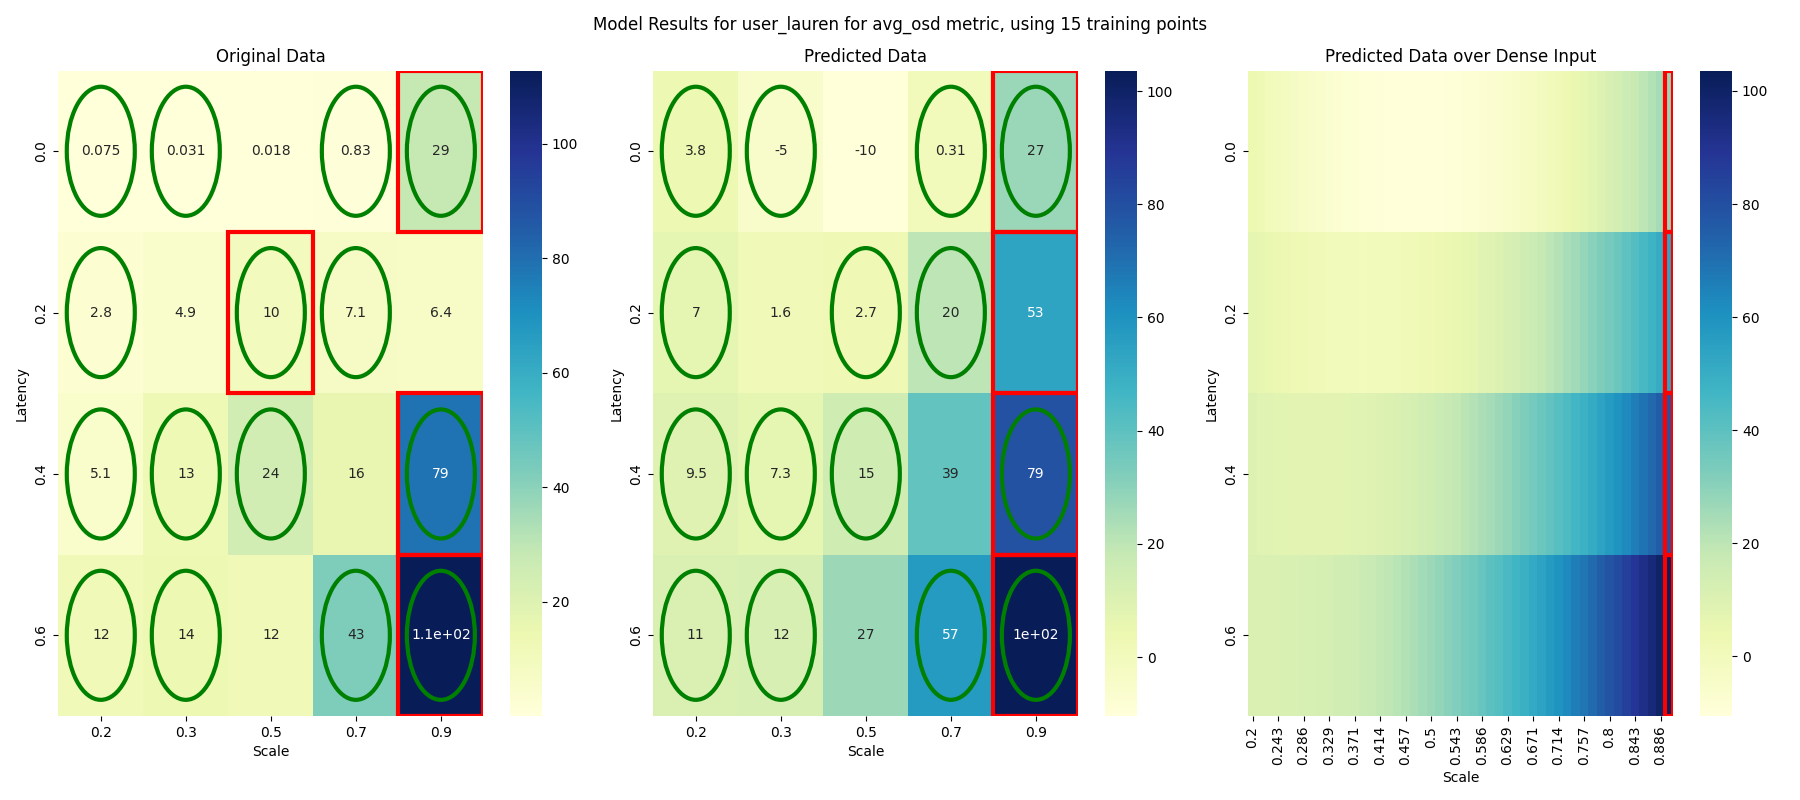 Model Results for user_lauren for avg_osd metric, using 15 training points
Original Data
0.0 0.075 0.031 0.018 0.83 29
0.2 2.8 4.9 10 7.1 6.4
0.4 5.1 13 24 16 79
0.6 12 14 12 43 1.1e+02
Latency
0.2 0.3 0.5 0.7 0.9
Scale
100
80
60
40
20
Predicted Data
0.0 3.8 -5 -10 0.31 27
0.2 7 1.6 2.7 20 53
0.4 9.5 7.3 15 39 79
0.6 11 12 27 57 1e+02
Latency
0.2 0.3 0.5 0.7 0.9
Scale
100
80
60
40
20
0
Predicted Data over Dense Input
0.0
0.2
0.4
0.6
Latency
0.2 0.243 0.286 0.329 0.371 0.414 0.457 0.5 0.543 0.586 0.629 0.671 0.714 0.757 0.8 0.843 0.886
Scale
100
80
60
40
20
0